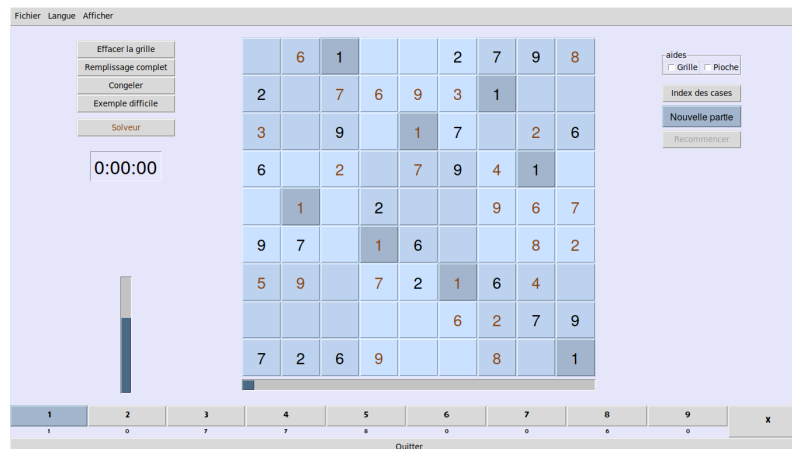 Fichier Langue Afficher
Effacer la grille
Remplissage complet
Congeler
Exemple difficile
Solveur
0:00:00
6 1 2 7 9 8
2 7 6 9 3 1
3 9 1 7 2 6
6 2 7 9 4 1
1 2 9 6 7
9 7 1 6 8 2
5 9 7 2 1 6 4
6 2 7 9
7 2 6 9 8 1
aides
Grille Pioche
Index des cases
Nouvelle partie
Recommencer
1 2 3 4 5 6 7 8 9 x
1 0 7 7 8 0 0 6 0
Quitter